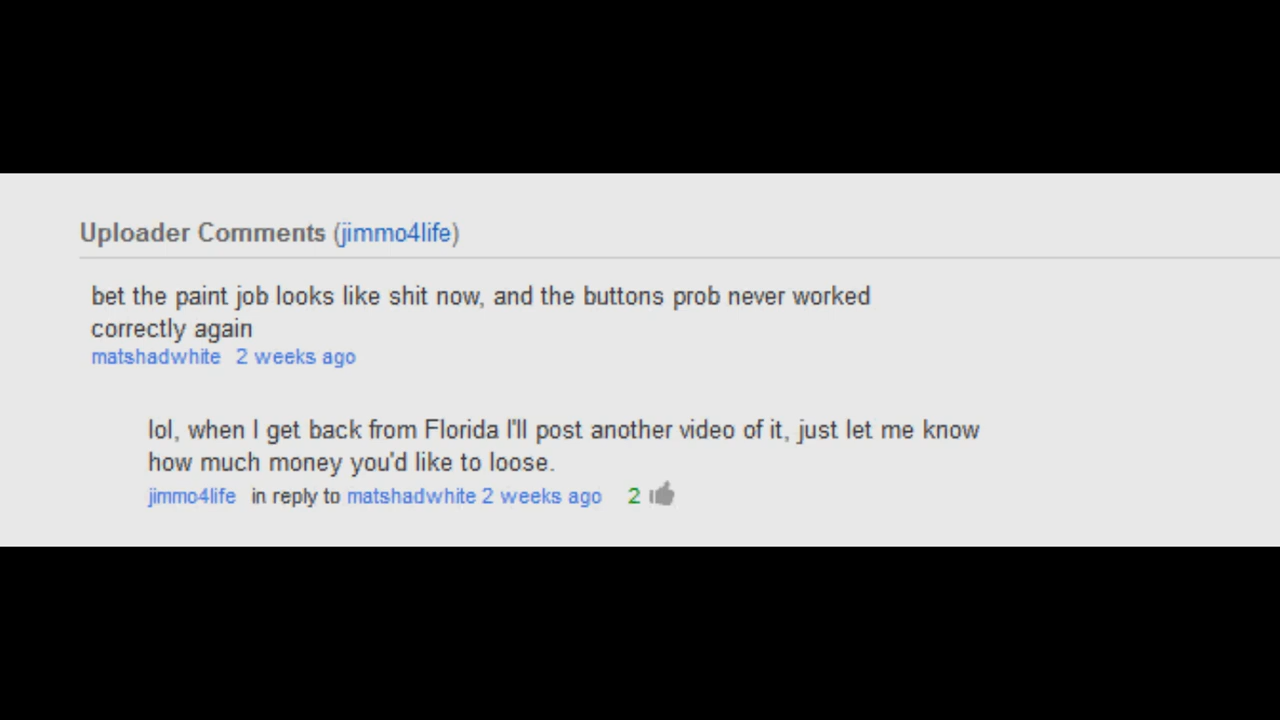 Uploader Comments (jimmo4life)
bet the paint job looks like shit now, and the buttons prob never worked
correctly again
matshadwhite 2 weeks ago
lol, when I get back from Florida I'll post another video of it, just let me know
how much money you'd like to loose.
jimmo4life in reply to matshadwhite 2 weeks ago 2